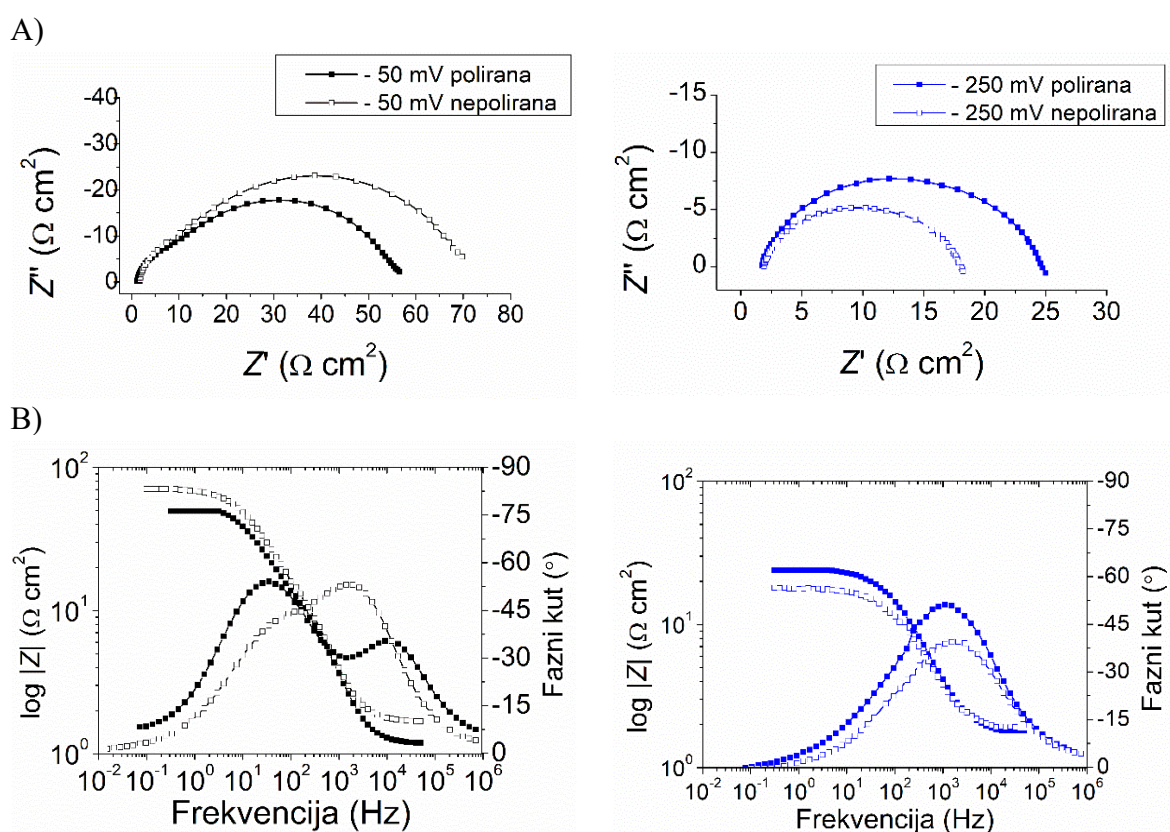 A)
- 50 mV polirana
- 50 mV nepolirana
-40
-30
-20
-10
0
Z'' (Ω cm²)
0 10 20 30 40 50 60 70 80
Z' (Ω cm²)
- 250 mV polirana
- 250 mV nepolirana
-15
-10
-5
0
Z'' (Ω cm²)
0 5 10 15 20 25 30
Z' (Ω cm²)
B)
10²
10¹
10⁰
log |Z| (Ω cm²)
-90
-75
-60
-45
-30
-15
0
Fazni kut (°)
10⁻² 10⁻¹ 10⁰ 10¹ 10² 10³ 10⁴ 10⁵ 10⁶
Frekvencija (Hz)
10²
10¹
10⁰
log |Z| (Ω cm²)
-90
-75
-60
-45
-30
-15
0
Fazni kut (°)
10⁻² 10⁻¹ 10⁰ 10¹ 10² 10³ 10⁴ 10⁵ 10⁶
Frekvencija (Hz)